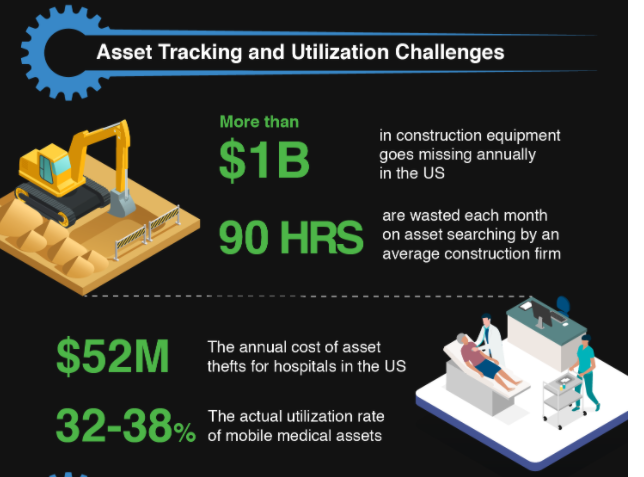 Asset Tracking and Utilization Challenges
More than
$1B
in construction equipment
goes missing annually
in the US
90 HRS
are wasted each month
on asset searching by an
average construction firm
$52M
The annual cost of asset
thefts for hospitals in the US
32-38%
The actual utilization rate
of mobile medical assets